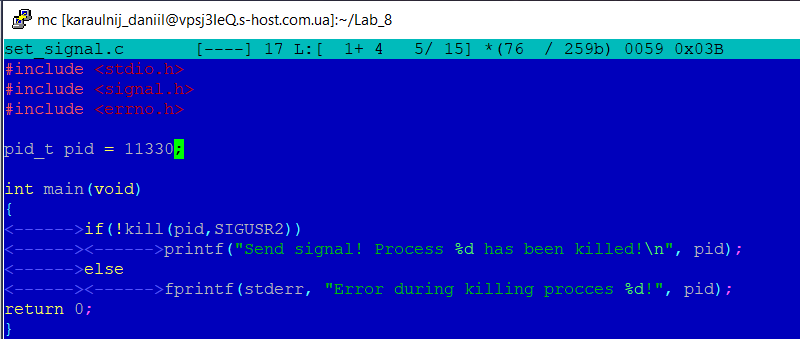 mc [karaulnij_daniil@vpsj3IeQ.s-host.com.ua]:~/Lab_8
set_signal.c [----] 17 L:[ 1+ 4 5/ 15] *(76 / 259b) 0059 0x03B
#include <stdio.h>
#include <signal.h>
#include <errno.h>
pid_t pid = 11330;
int main(void)
{
<------>if(!kill(pid,SIGUSR2))
<------><------>printf("Send signal! Process %d has been killed!\n", pid);
<------>else
<------><------>fprintf(stderr, "Error during killing procces %d!", pid);
return 0;
}